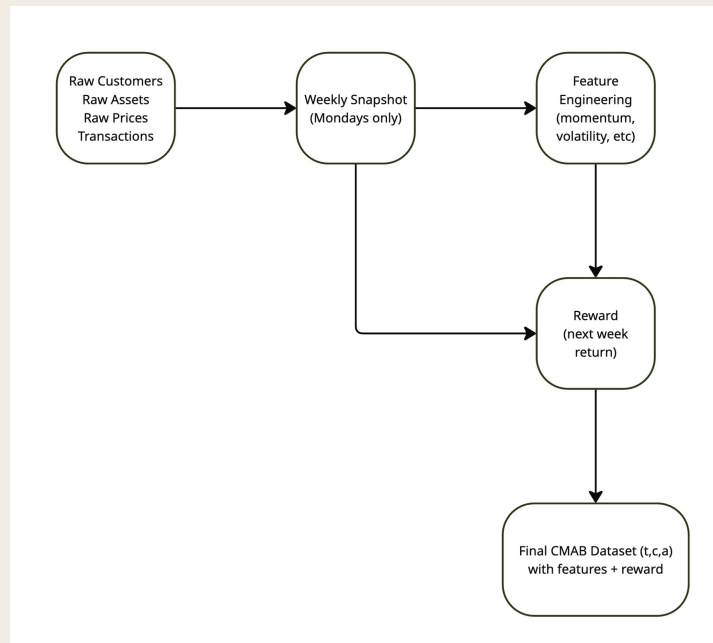 Raw Customers
Raw Assets
Raw Prices
Transactions
Weekly Snapshot
(Mondays only)
Feature
Engineering
(momentum,
volatility, etc)
Reward
(next week
return)
Final CMAB Dataset (t,c,a)
with features + reward